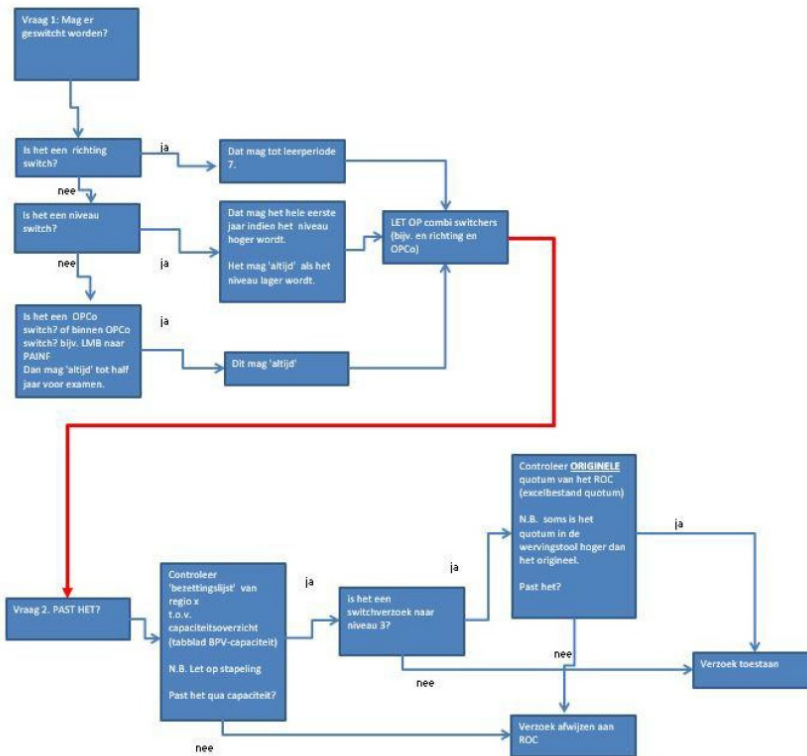 Vraag 1: Mag er
geswitcht worden?
Is het een richting
switch?
ja
Dat mag tot leerperiode
7.
nee
Is het een niveau
switch?
ja
Dat mag het hele eerste
jaar indien het niveau
hoger wordt.
Het mag 'altijd' als het
niveau lager wordt.
LET OP combi switchers
(bijv. en richting en
OPCo)
nee
Is het een OPCo
switch? of binnen OPCo
switch? bijv. LMB naar
PAINF
Dan mag 'altijd' tot half
jaar voor examen.
ja
Dit mag 'altijd'
Vraag 2. PAST HET?
Controleer
'bezettingslijst' van
regio x
t.o.v.
capaciteitsoverzicht
(tabblad BPV-capaciteit)
N.B. Let op stapeling
Past het qua capaciteit?
ja
nee
is het een
switchverzoek naar
niveau 3?
ja
nee
Controleer ORIGINELE
quotum van het ROC
(excelbestand quotum)
N.B. soms is het
quotum in de
wervingstool hoger dan
het origineel.
Past het?
ja
nee
Verzoek toestaan
Verzoek afwijzen aan
ROC